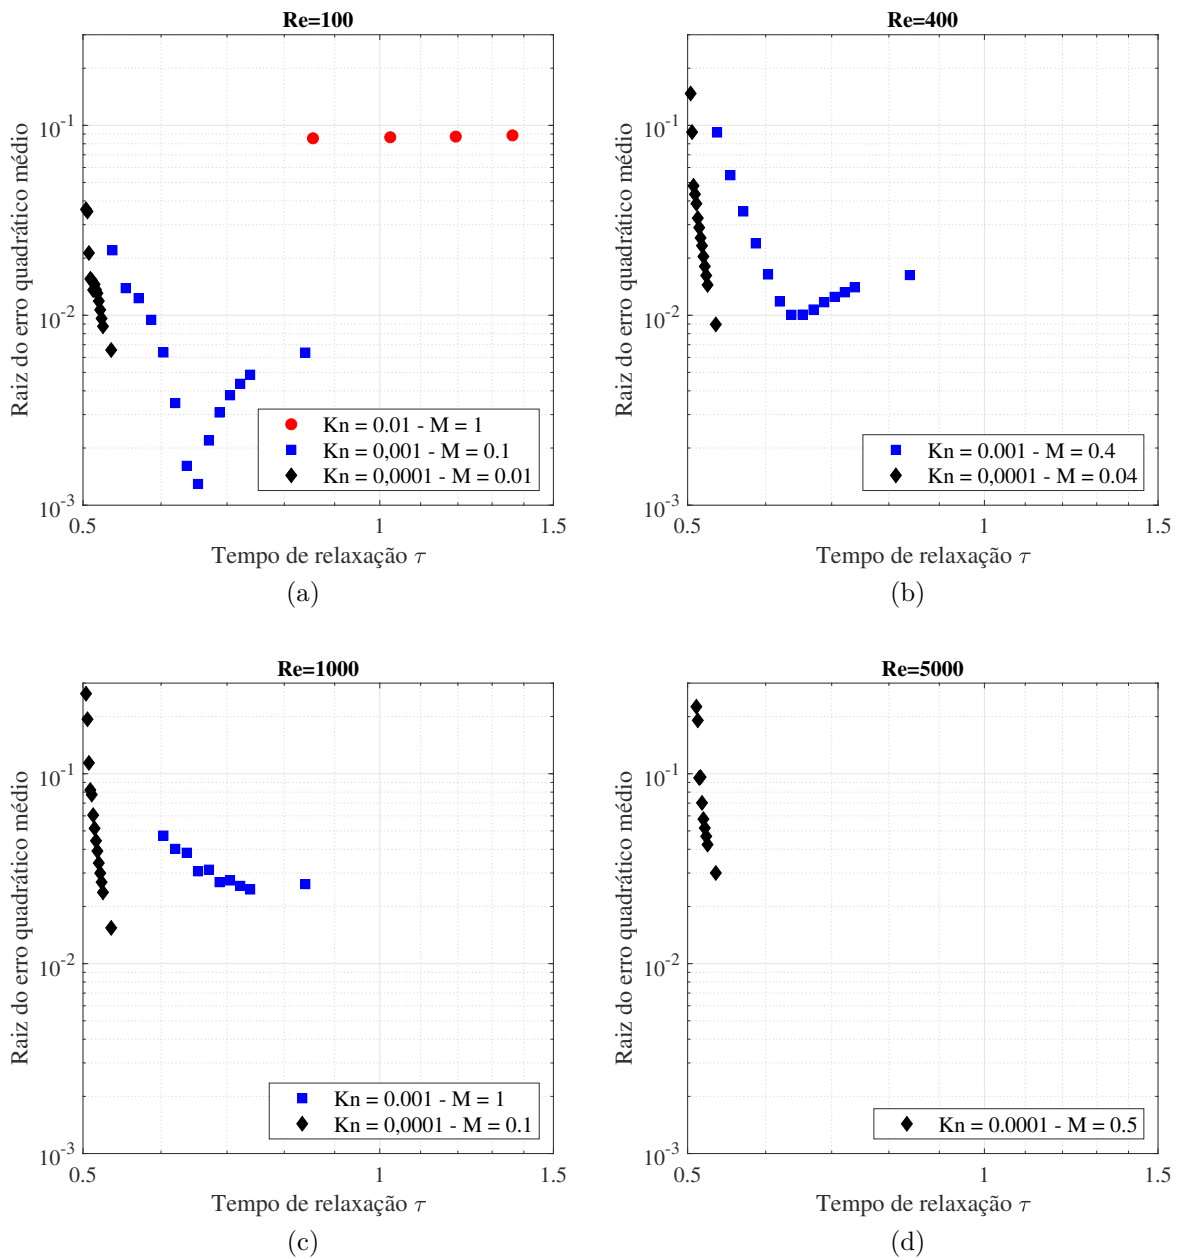 Re=100
Raiz do erro quadrático médio
10^-1
10^-2
10^-3
Kn = 0.01 - M = 1
Kn = 0,001 - M = 0.1
Kn = 0,0001 - M = 0.01
0.5
1
1.5
Tempo de relaxação τ
(a)
Re=400
Raiz do erro quadrático médio
10^-1
10^-2
10^-3
Kn = 0.001 - M = 0.4
Kn = 0,0001 - M = 0.04
0.5
1
1.5
Tempo de relaxação τ
(b)
Re=1000
Raiz do erro quadrático médio
10^-1
10^-2
10^-3
Kn = 0.001 - M = 1
Kn = 0,0001 - M = 0.1
0.5
1
1.5
Tempo de relaxação τ
(c)
Re=5000
Raiz do erro quadrático médio
10^-1
10^-2
10^-3
Kn = 0.0001 - M = 0.5
0.5
1
1.5
Tempo de relaxação τ
(d)